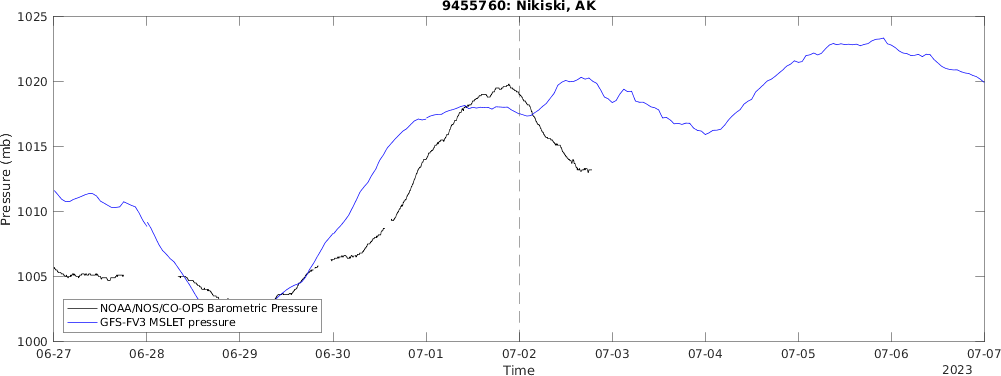 9455760: Nikiski, AK
1025
1020
1015
1010
1005
1000
Pressure (mb)
NOAA/NOS/CO-OPS Barometric Pressure
GFS-FV3 MSLET pressure
06-27 06-28 06-29 06-30 07-01 07-02 07-03 07-04 07-05 07-06 07-07
Time
2023